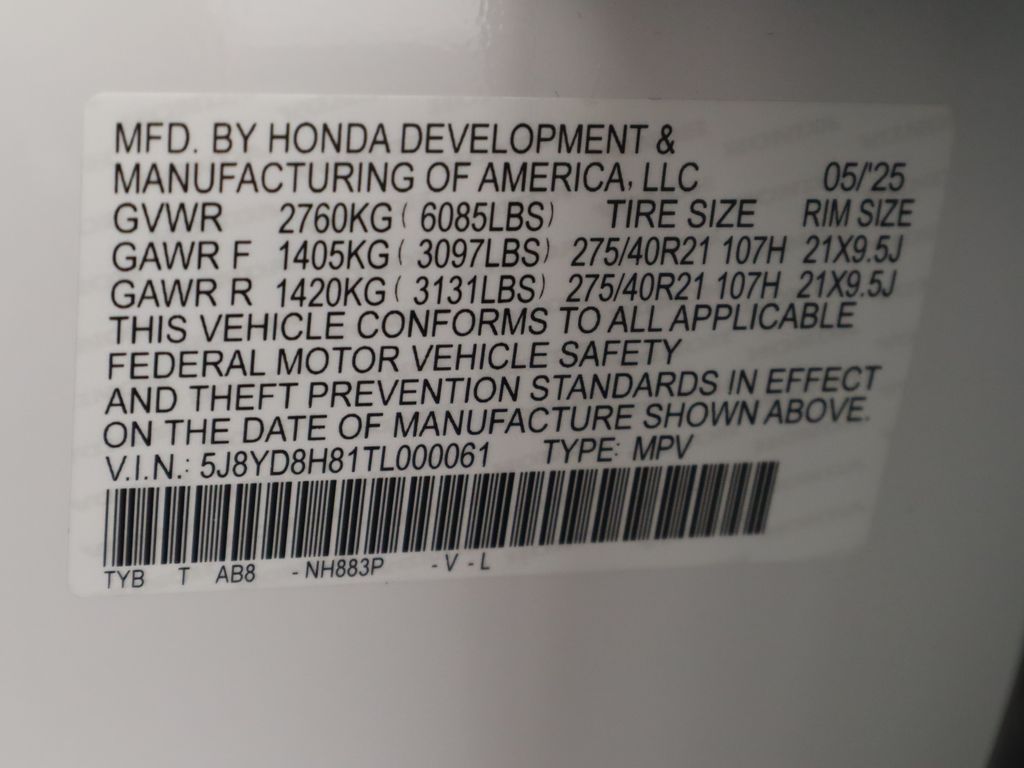 MFD. BY HONDA DEVELOPMENT &
MANUFACTURING OF AMERICA, LLC 05/'25
GVWR 2760KG ( 6085LBS) TIRE SIZE RIM SIZE
GAWR F 1405KG ( 3097LBS) 275/40R21 107H 21X9.5J
GAWR R 1420KG ( 3131LBS) 275/40R21 107H 21X9.5J
THIS VEHICLE CONFORMS TO ALL APPLICABLE
FEDERAL MOTOR VEHICLE SAFETY
AND THEFT PREVENTION STANDARDS IN EFFECT
ON THE DATE OF MANUFACTURE SHOWN ABOVE.
V.I.N.: 5J8YD8H81TL000061 TYPE: MPV
TYB T AB8 - NH883P - V - L